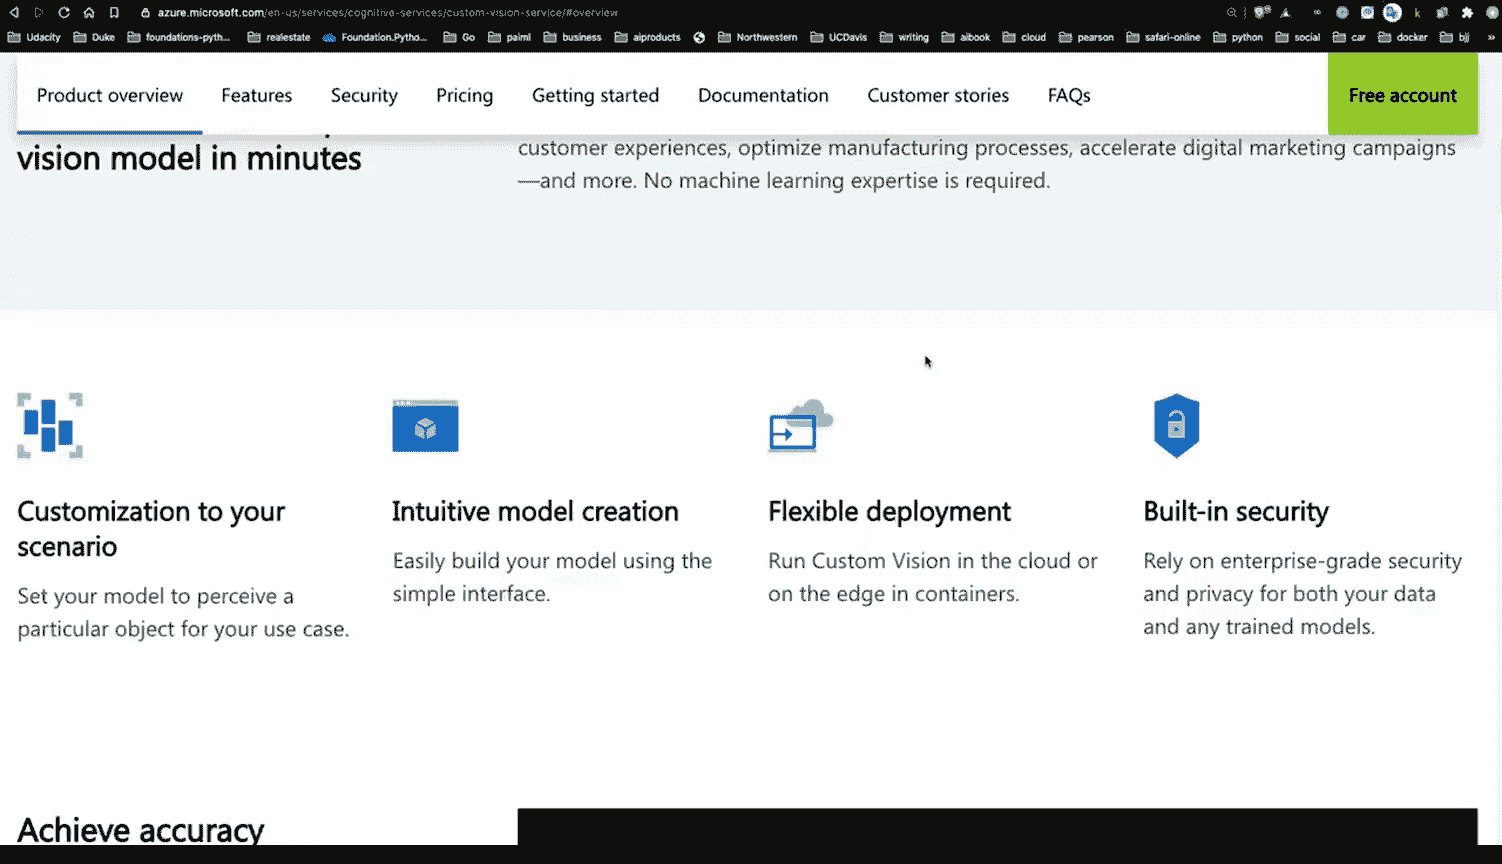 azure.microsoft.com/en-us/services/cognitive-services/custom-vision-service/#overview
Udacity Duke foundations-pyth... realestate Foundation.Pytho... Go paiml business aiproducts Northwestern UCDavis writing aibook cloud pearson safari-online python social car docker bjj »
Product overview Features Security Pricing Getting started Documentation Customer stories FAQs Free account
vision model in minutes
customer experiences, optimize manufacturing processes, accelerate digital marketing campaigns
—and more. No machine learning expertise is required.
Customization to your
scenario
Set your model to perceive a
particular object for your use case.
Intuitive model creation
Easily build your model using the
simple interface.
Flexible deployment
Run Custom Vision in the cloud or
on the edge in containers.
Built-in security
Rely on enterprise-grade security
and privacy for both your data
and any trained models.
Achieve accuracy